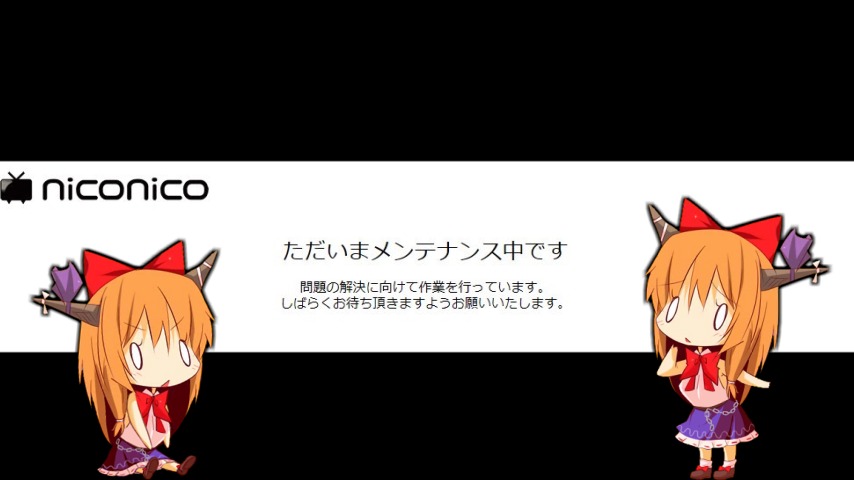 niconico
ただいまメンテナンス中です
問題の解決に向けて作業を行っています。
しばらくお待ち頂きますようお願いいたします。